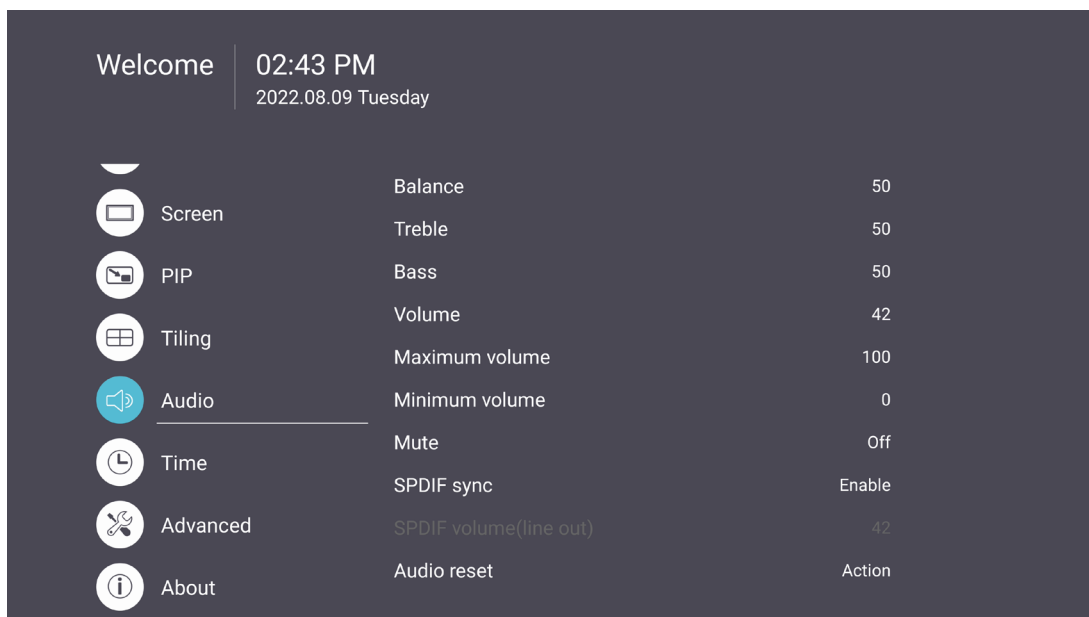 Welcome
02:43 PM
2022.08.09 Tuesday
Screen
PIP
Tiling
Audio
Time
Advanced
About
Balance 50
Treble 50
Bass 50
Volume 42
Maximum volume 100
Minimum volume 0
Mute Off
SPDIF sync Enable
SPDIF volume(line out) 42
Audio reset Action